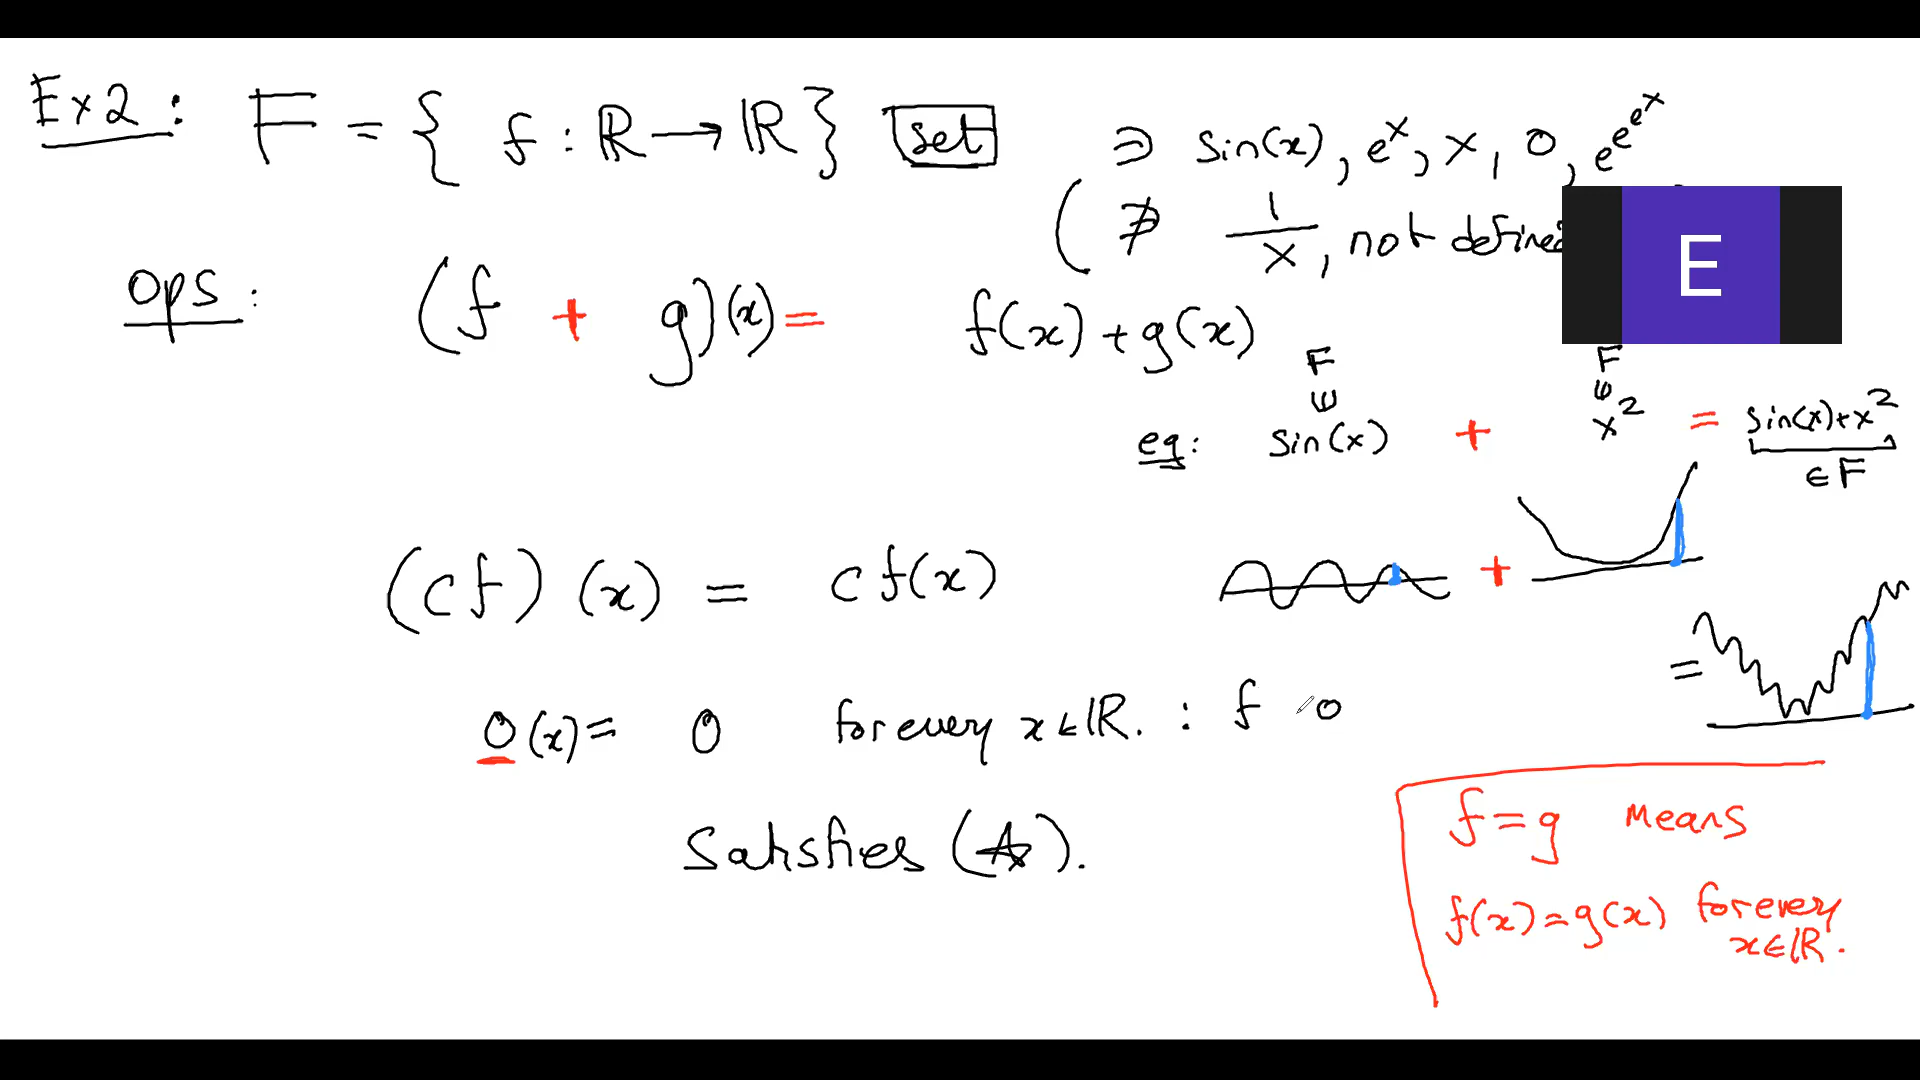 Ex2: F = { f : ℝ → ℝ } set ∋ sin(x), e^x, x, 0, e^{e^{e^x}}
( ∌ 1/x, not defined
E
Ops: (f + g)(x) = f(x) + g(x)
F F
∈ ∈
eg: sin(x) + x² = sin(x)+x²
∈ F
(cf)(x) = c f(x)
+
=
0(x) = 0 for every x∈ℝ. : f 0
Satisfies (☆).
f = g means
f(x) = g(x) for every
x∈ℝ.